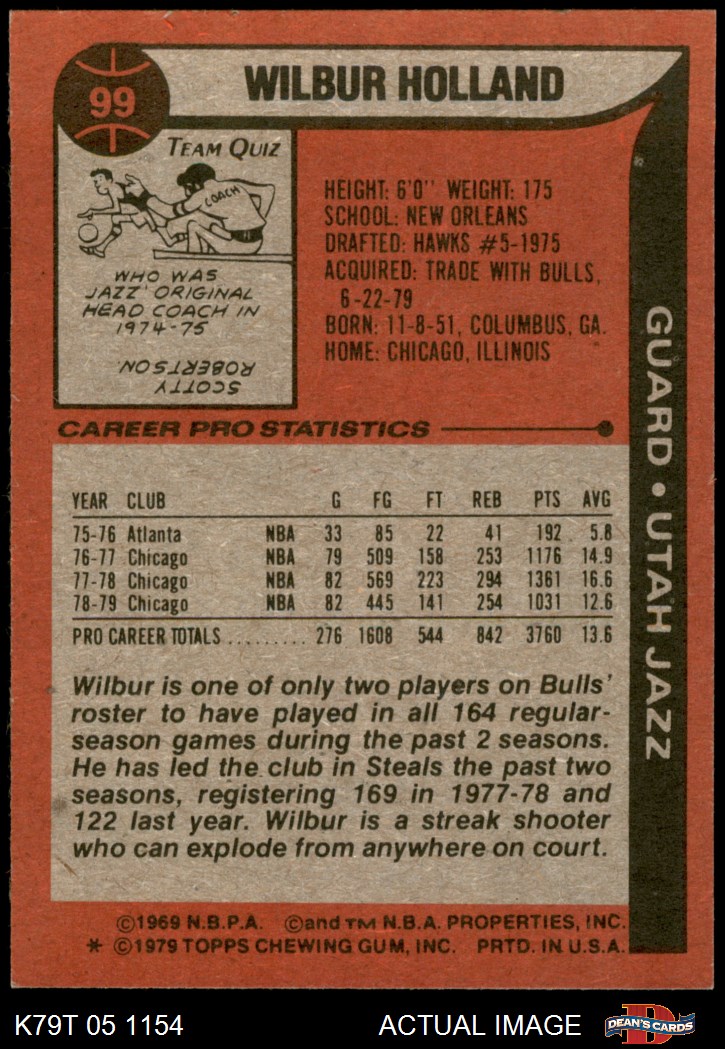 99
WILBUR HOLLAND
TEAM QUIZ
COACH
WHO WAS
JAZZ' ORIGINAL
HEAD COACH IN
1974-75
SCOTTY
ROBERTSON
HEIGHT: 6'0" WEIGHT: 175
SCHOOL: NEW ORLEANS
DRAFTED: HAWKS #5-1975
ACQUIRED: TRADE WITH BULLS,
6-22-79
BORN: 11-8-51, COLUMBUS, GA.
HOME: CHICAGO, ILLINOIS
GUARD • UTAH JAZZ
CAREER PRO STATISTICS
YEAR CLUB G FG FT REB PTS AVG
75-76 Atlanta NBA 33 85 22 41 192 5.8
76-77 Chicago NBA 79 509 158 253 1176 14.9
77-78 Chicago NBA 82 569 223 294 1361 16.6
78-79 Chicago NBA 82 445 141 254 1031 12.6
PRO CAREER TOTALS ......... 276 1608 544 842 3760 13.6
Wilbur is one of only two players on Bulls'
roster to have played in all 164 regular-
season games during the past 2 seasons.
He has led the club in Steals the past two
seasons, registering 169 in 1977-78 and
122 last year. Wilbur is a streak shooter
who can explode from anywhere on court.
©1969 N.B.P.A. ©and TM N.B.A. PROPERTIES, INC.
* ©1979 TOPPS CHEWING GUM, INC. PRTD. IN U.S.A.
K79T 05 1154 ACTUAL IMAGE
D
DEAN'S CARDS